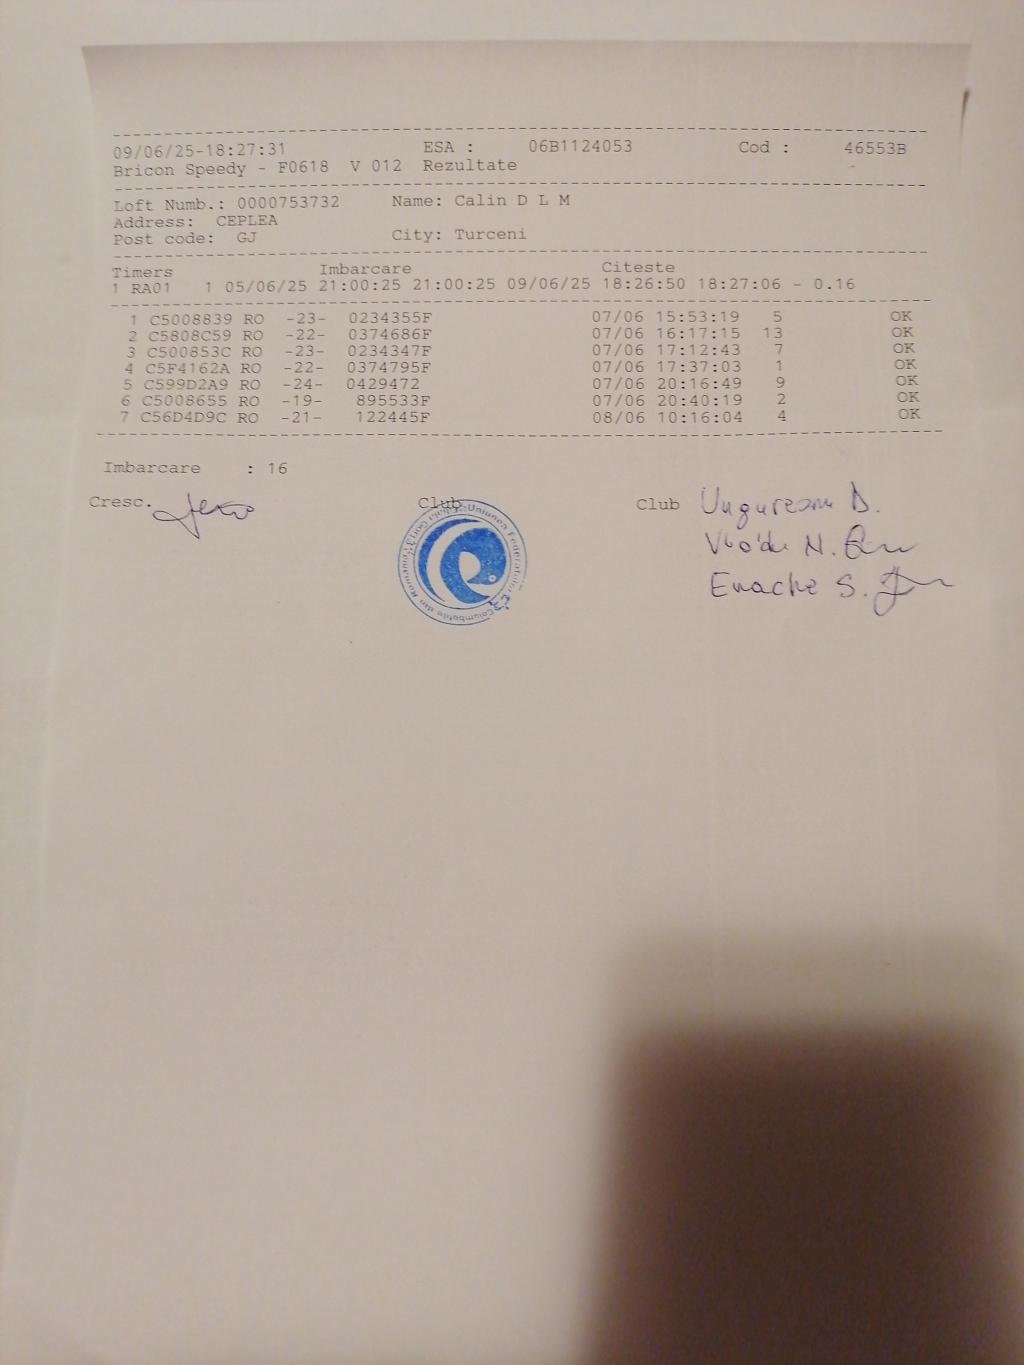 09/06/25-18:27:31 ESA : 06B1124053 Cod : 46553B
Bricon Speedy - F0618 V 012 Rezultate
Loft Numb.: 0000753732 Name: Calin D L M
Address: CEPLEA
Post code: GJ City: Turceni
Timers Imbarcare Citeste
1 RA01 1 05/06/25 21:00:25 21:00:25 09/06/25 18:26:50 18:27:06 - 0.16
1 C5008839 RO -23- 0234355F 07/06 15:53:19 5 OK
2 C5808C59 RO -22- 0374686F 07/06 16:17:15 13 OK
3 C500853C RO -23- 0234347F 07/06 17:12:43 7 OK
4 C5F4162A RO -22- 0374795F 07/06 17:37:03 1 OK
5 C599D2A9 RO -24- 0429472 07/06 20:16:49 9 OK
6 C5008655 RO -19- 895533F 07/06 20:40:19 2 OK
7 C56D4D9C RO -21- 122445F 08/06 10:16:04 4 OK
Imbarcare : 16
Cresc. Club Club Ungureanu D.
N.
Enache S.
Uniunea Federatiilor Columbofile din Romania